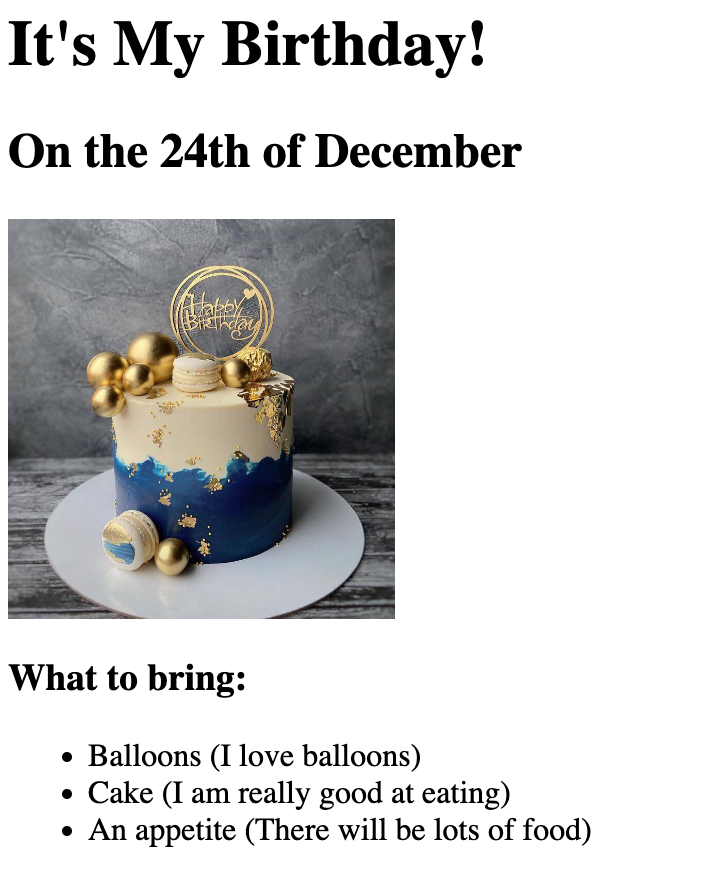 It's My Birthday!
On the 24th of December
Happy
Birthday
What to bring:
Balloons (I love balloons)
Cake (I am really good at eating)
An appetite (There will be lots of food)